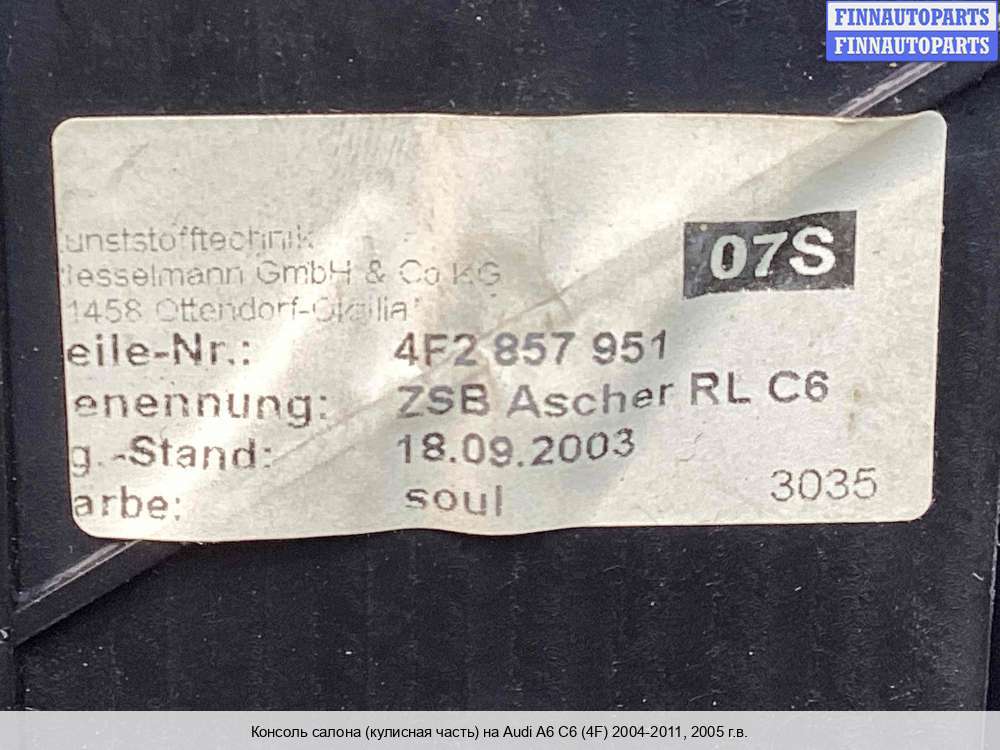 FINNAUTOPARTS
FINNAUTOPARTS
unststofftechnik
esselmann GmbH & Co KG
1458 Ottendorf-Okrilla
07S
eile-Nr.: 4F2 857 951
enennung: ZSB Ascher RL C6
g.-Stand: 18.09.2003
arbe: soul
3035
Консоль салона (кулисная часть) на Audi A6 C6 (4F) 2004-2011, 2005 г.в.